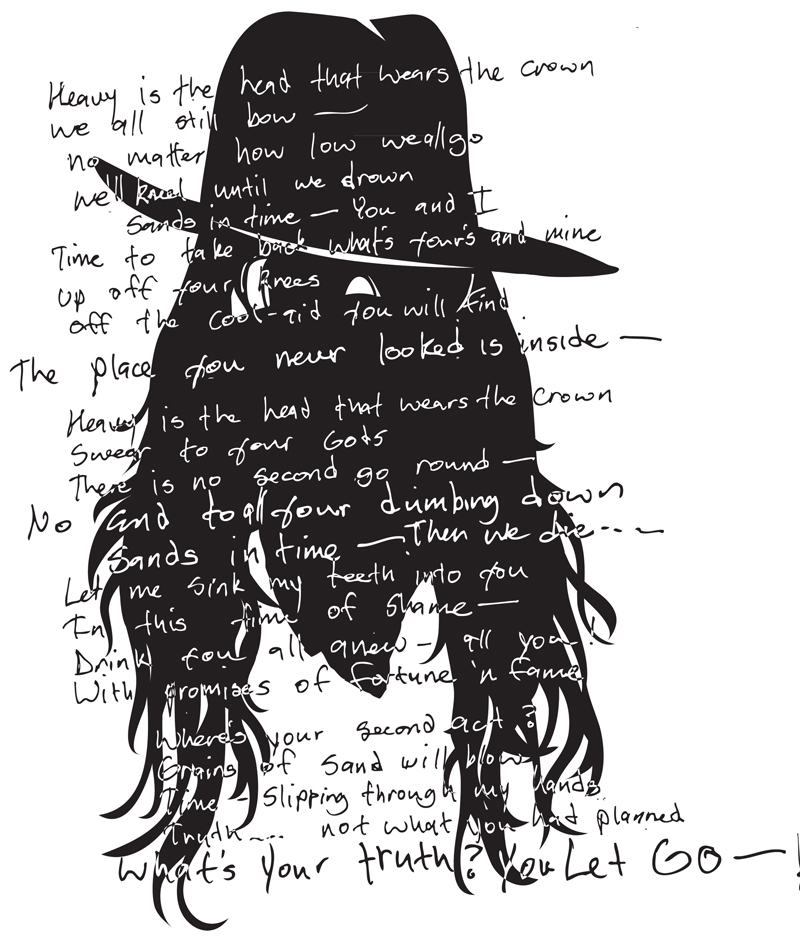 Heavy is the head that wears the crown
we all still bow —
no matter how low we all go
we'll kneel until we drown
Sands in time — You and I
Time to take back what's your's and mine
up off your knees
off the cool-aid you will find
The place you never looked is inside —
Heavy is the head that wears the crown
Swear to your Gods
There is no second go round —
No end to all your dumbing down
Sands in time — Then we die --- —
Let me sink my teeth into you
In this time of shame —
Drink you all anew - all you!
With promises of fortune 'n fame
Where's your second act?
Grains of sand will blow
Time - Slipping through my hands
Truth --- not what you had planned
What's your truth? You Let GO — !